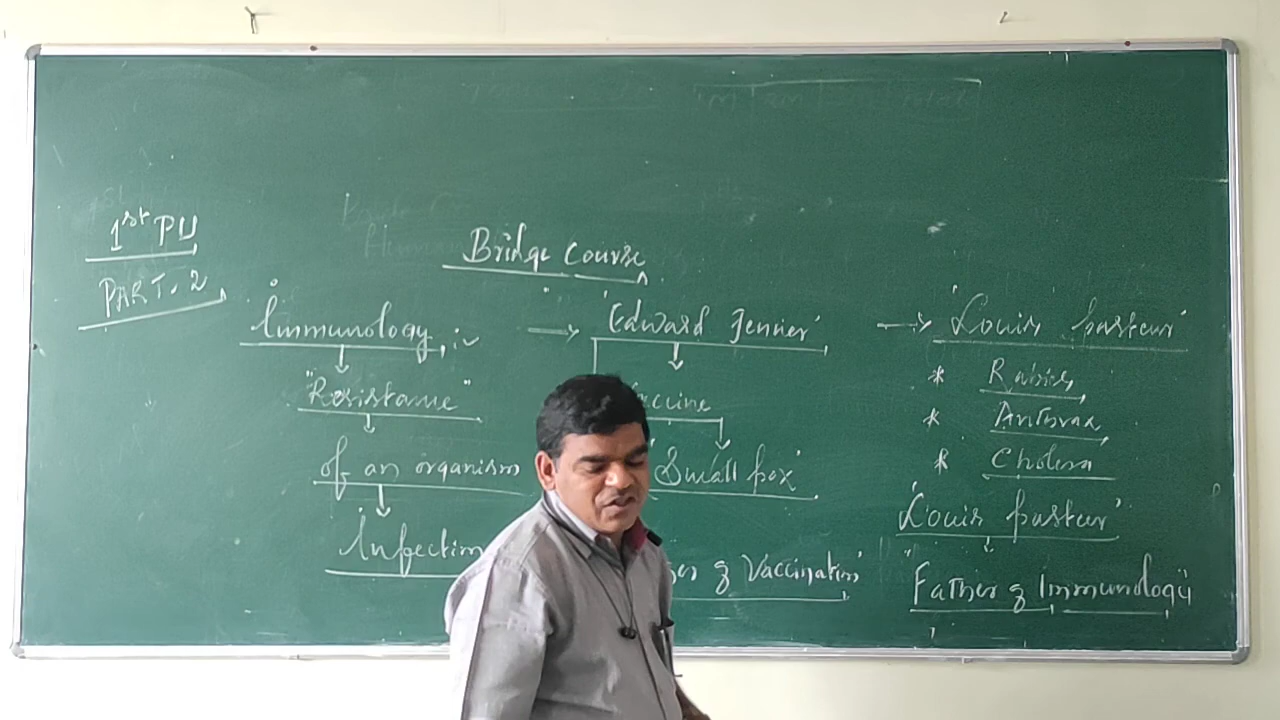 1st PU
PART. 2
Bridge Course
Immunology
"Resistance"
of an organism
Infection
→ 'Edward Jenner'
Small pox'
Vaccination'
→ 'Louis Pasteur'
* Rabies,
* Anthrax
* Cholera
'Louis Pasteur'
Father of Immunology